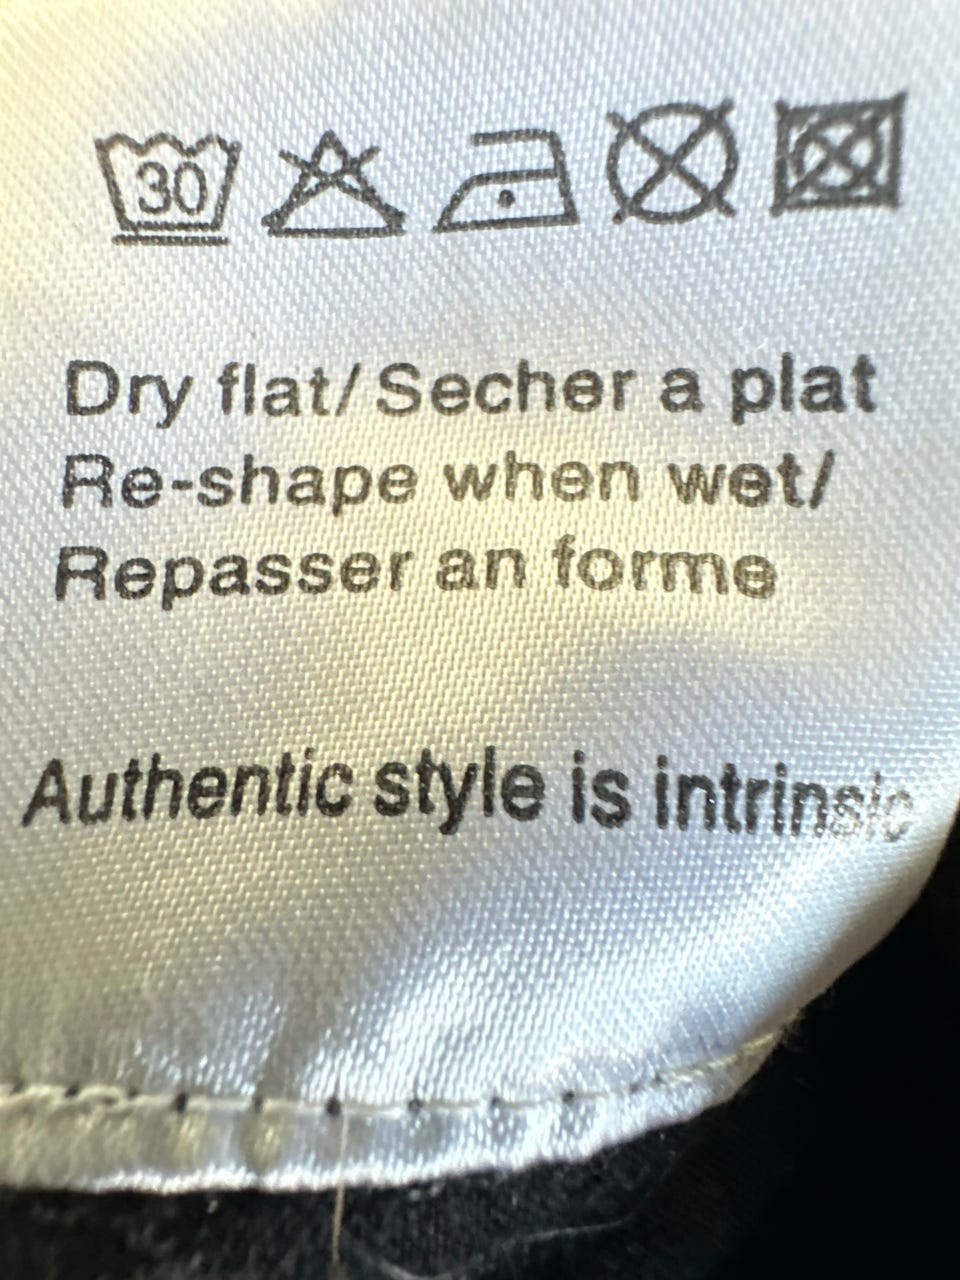 30
Dry flat/Secher a plat
Re-shape when wet/
Repasser an forme
Authentic style is intrinsic